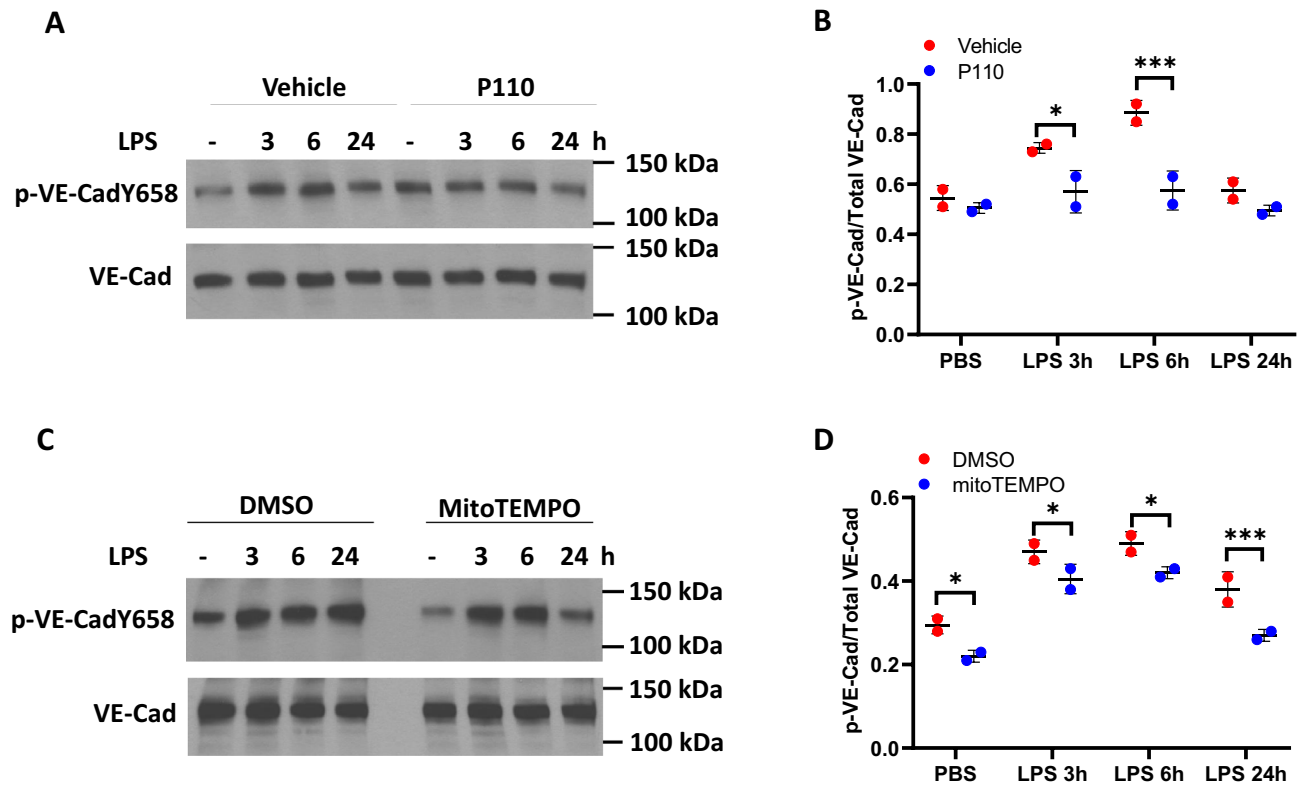 A
Vehicle P110
LPS - 3 6 24 - 3 6 24 h
p-VE-CadY658
150 kDa
100 kDa
VE-Cad
150 kDa
100 kDa
B
Vehicle
P110
p-VE-Cad/Total VE-Cad
1.0
0.8
0.6
0.4
0.2
0.0
*
***
PBS LPS 3h LPS 6h LPS 24h
C
DMSO MitoTEMPO
LPS - 3 6 24 - 3 6 24 h
p-VE-CadY658
150 kDa
100 kDa
VE-Cad
150 kDa
100 kDa
D
DMSO
mitoTEMPO
p-VE-Cad/Total VE-Cad
0.6
0.4
0.2
0.0
*
*
*
***
PBS LPS 3h LPS 6h LPS 24h